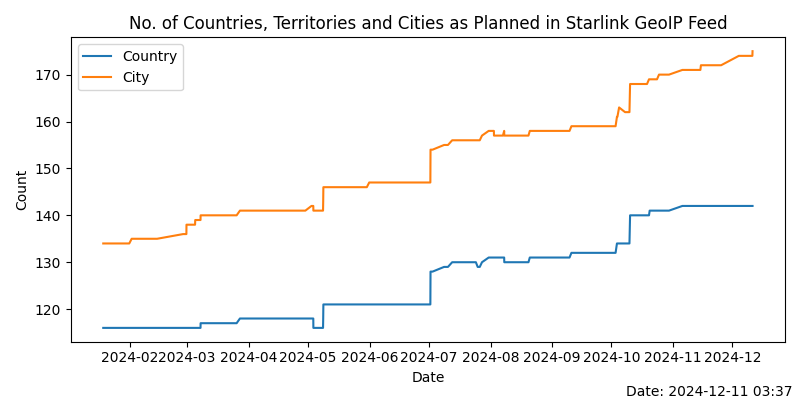 No. of Countries, Territories and Cities as Planned in Starlink GeoIP Feed
Country
City
170
160
150
140
130
120
Count
2024-02 2024-03 2024-04 2024-05 2024-06 2024-07 2024-08 2024-09 2024-10 2024-11 2024-12
Date
Date: 2024-12-11 03:37